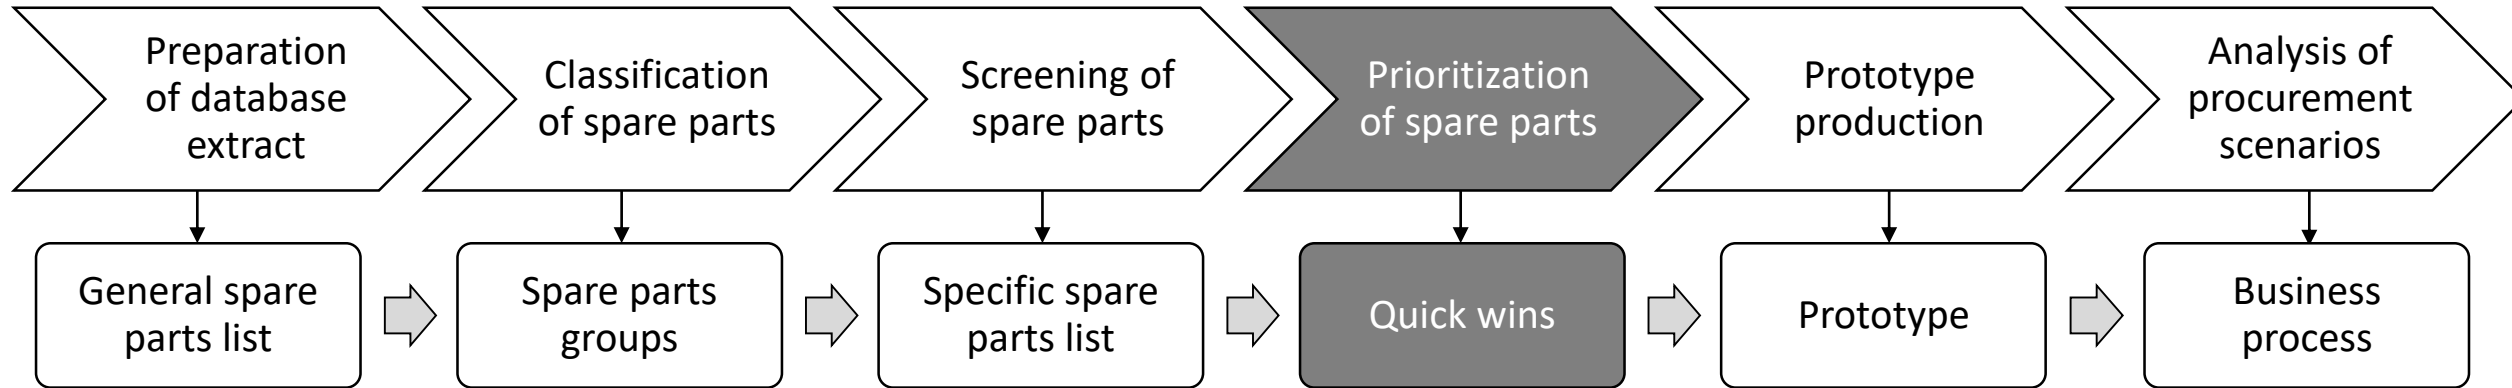 Preparation
of database
extract
Classification
of spare parts
Screening of
spare parts
Prioritization
of spare parts
Prototype
production
Analysis of
procurement
scenarios
General spare
parts list
Spare parts
groups
Specific spare
parts list
Quick wins
Prototype
Business
process